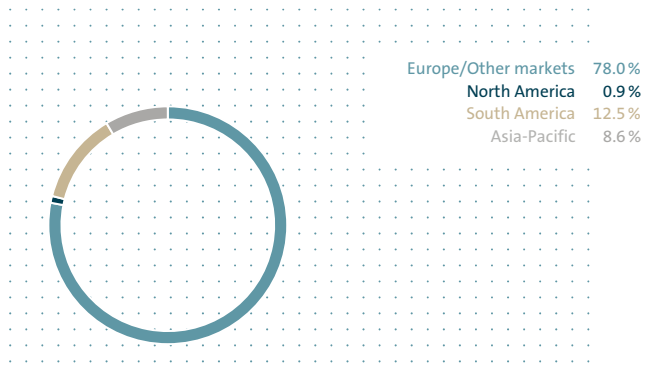 Europe/Other markets 78.0 %
North America 0.9 %
South America 12.5 %
Asia-Pacific 8.6 %